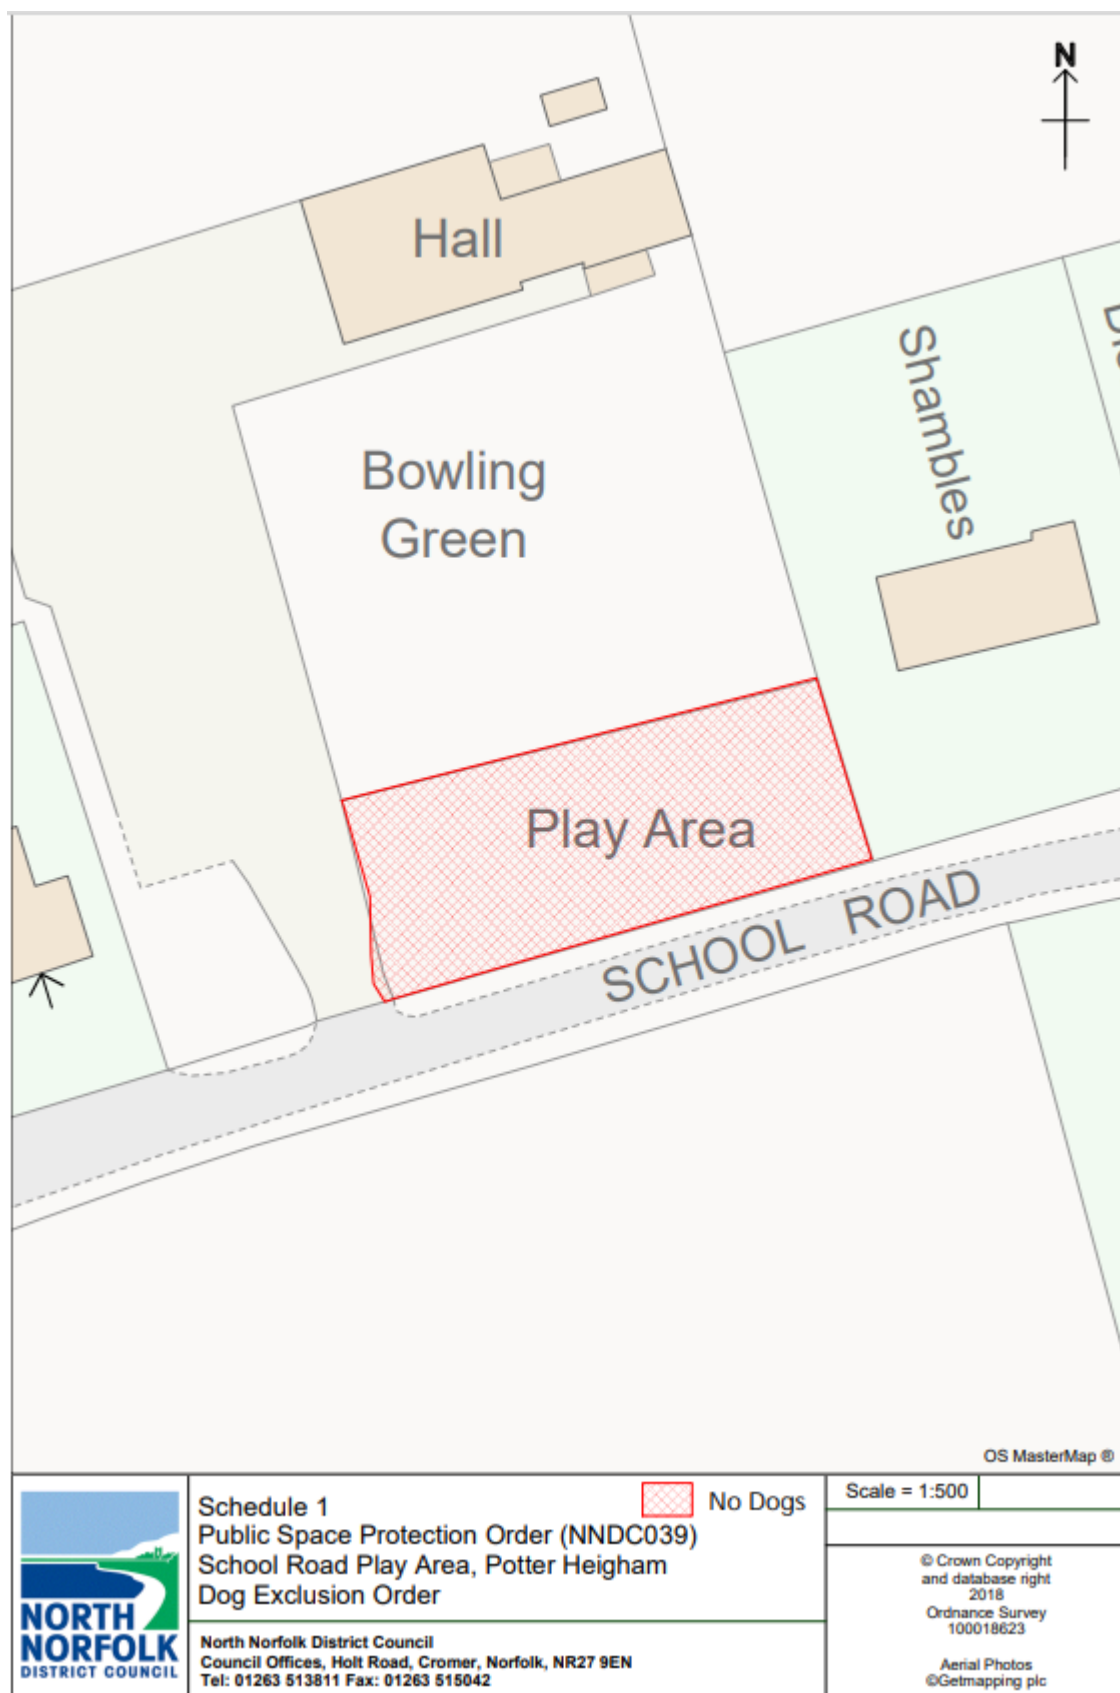 N
Hall
Shambles
Bowling
Green
Play Area
SCHOOL ROAD
OS MasterMap ®
NORTH
NORFOLK
DISTRICT COUNCIL
Schedule 1
No Dogs
Public Space Protection Order (NNDC039)
School Road Play Area, Potter Heigham
Dog Exclusion Order
North Norfolk District Council
Council Offices, Holt Road, Cromer, Norfolk, NR27 9EN
Tel: 01263 513811 Fax: 01263 515042
Scale = 1:500
© Crown Copyright
and database right
2018
Ordnance Survey
100018623
Aerial Photos
©Getmapping plc